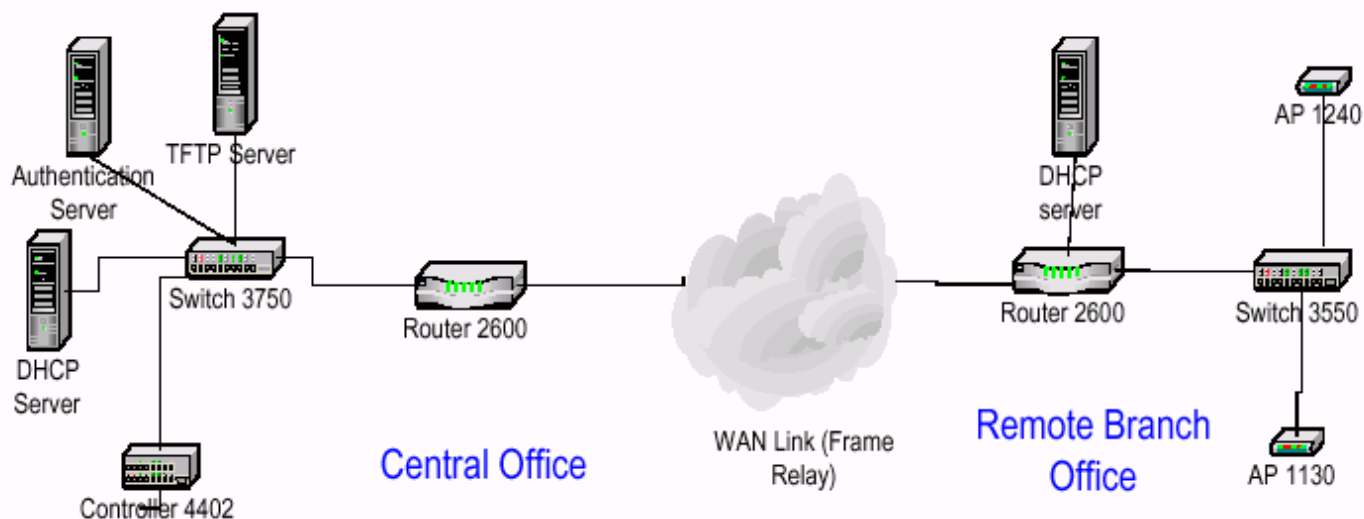 TFTP Server
Authentication
Server
Switch 3750
DHCP
Server
Controller 4402
Router 2600
Central Office
WAN Link (Frame
Relay)
DHCP
server
Router 2600
Remote Branch
Office
AP 1240
Switch 3550
AP 1130